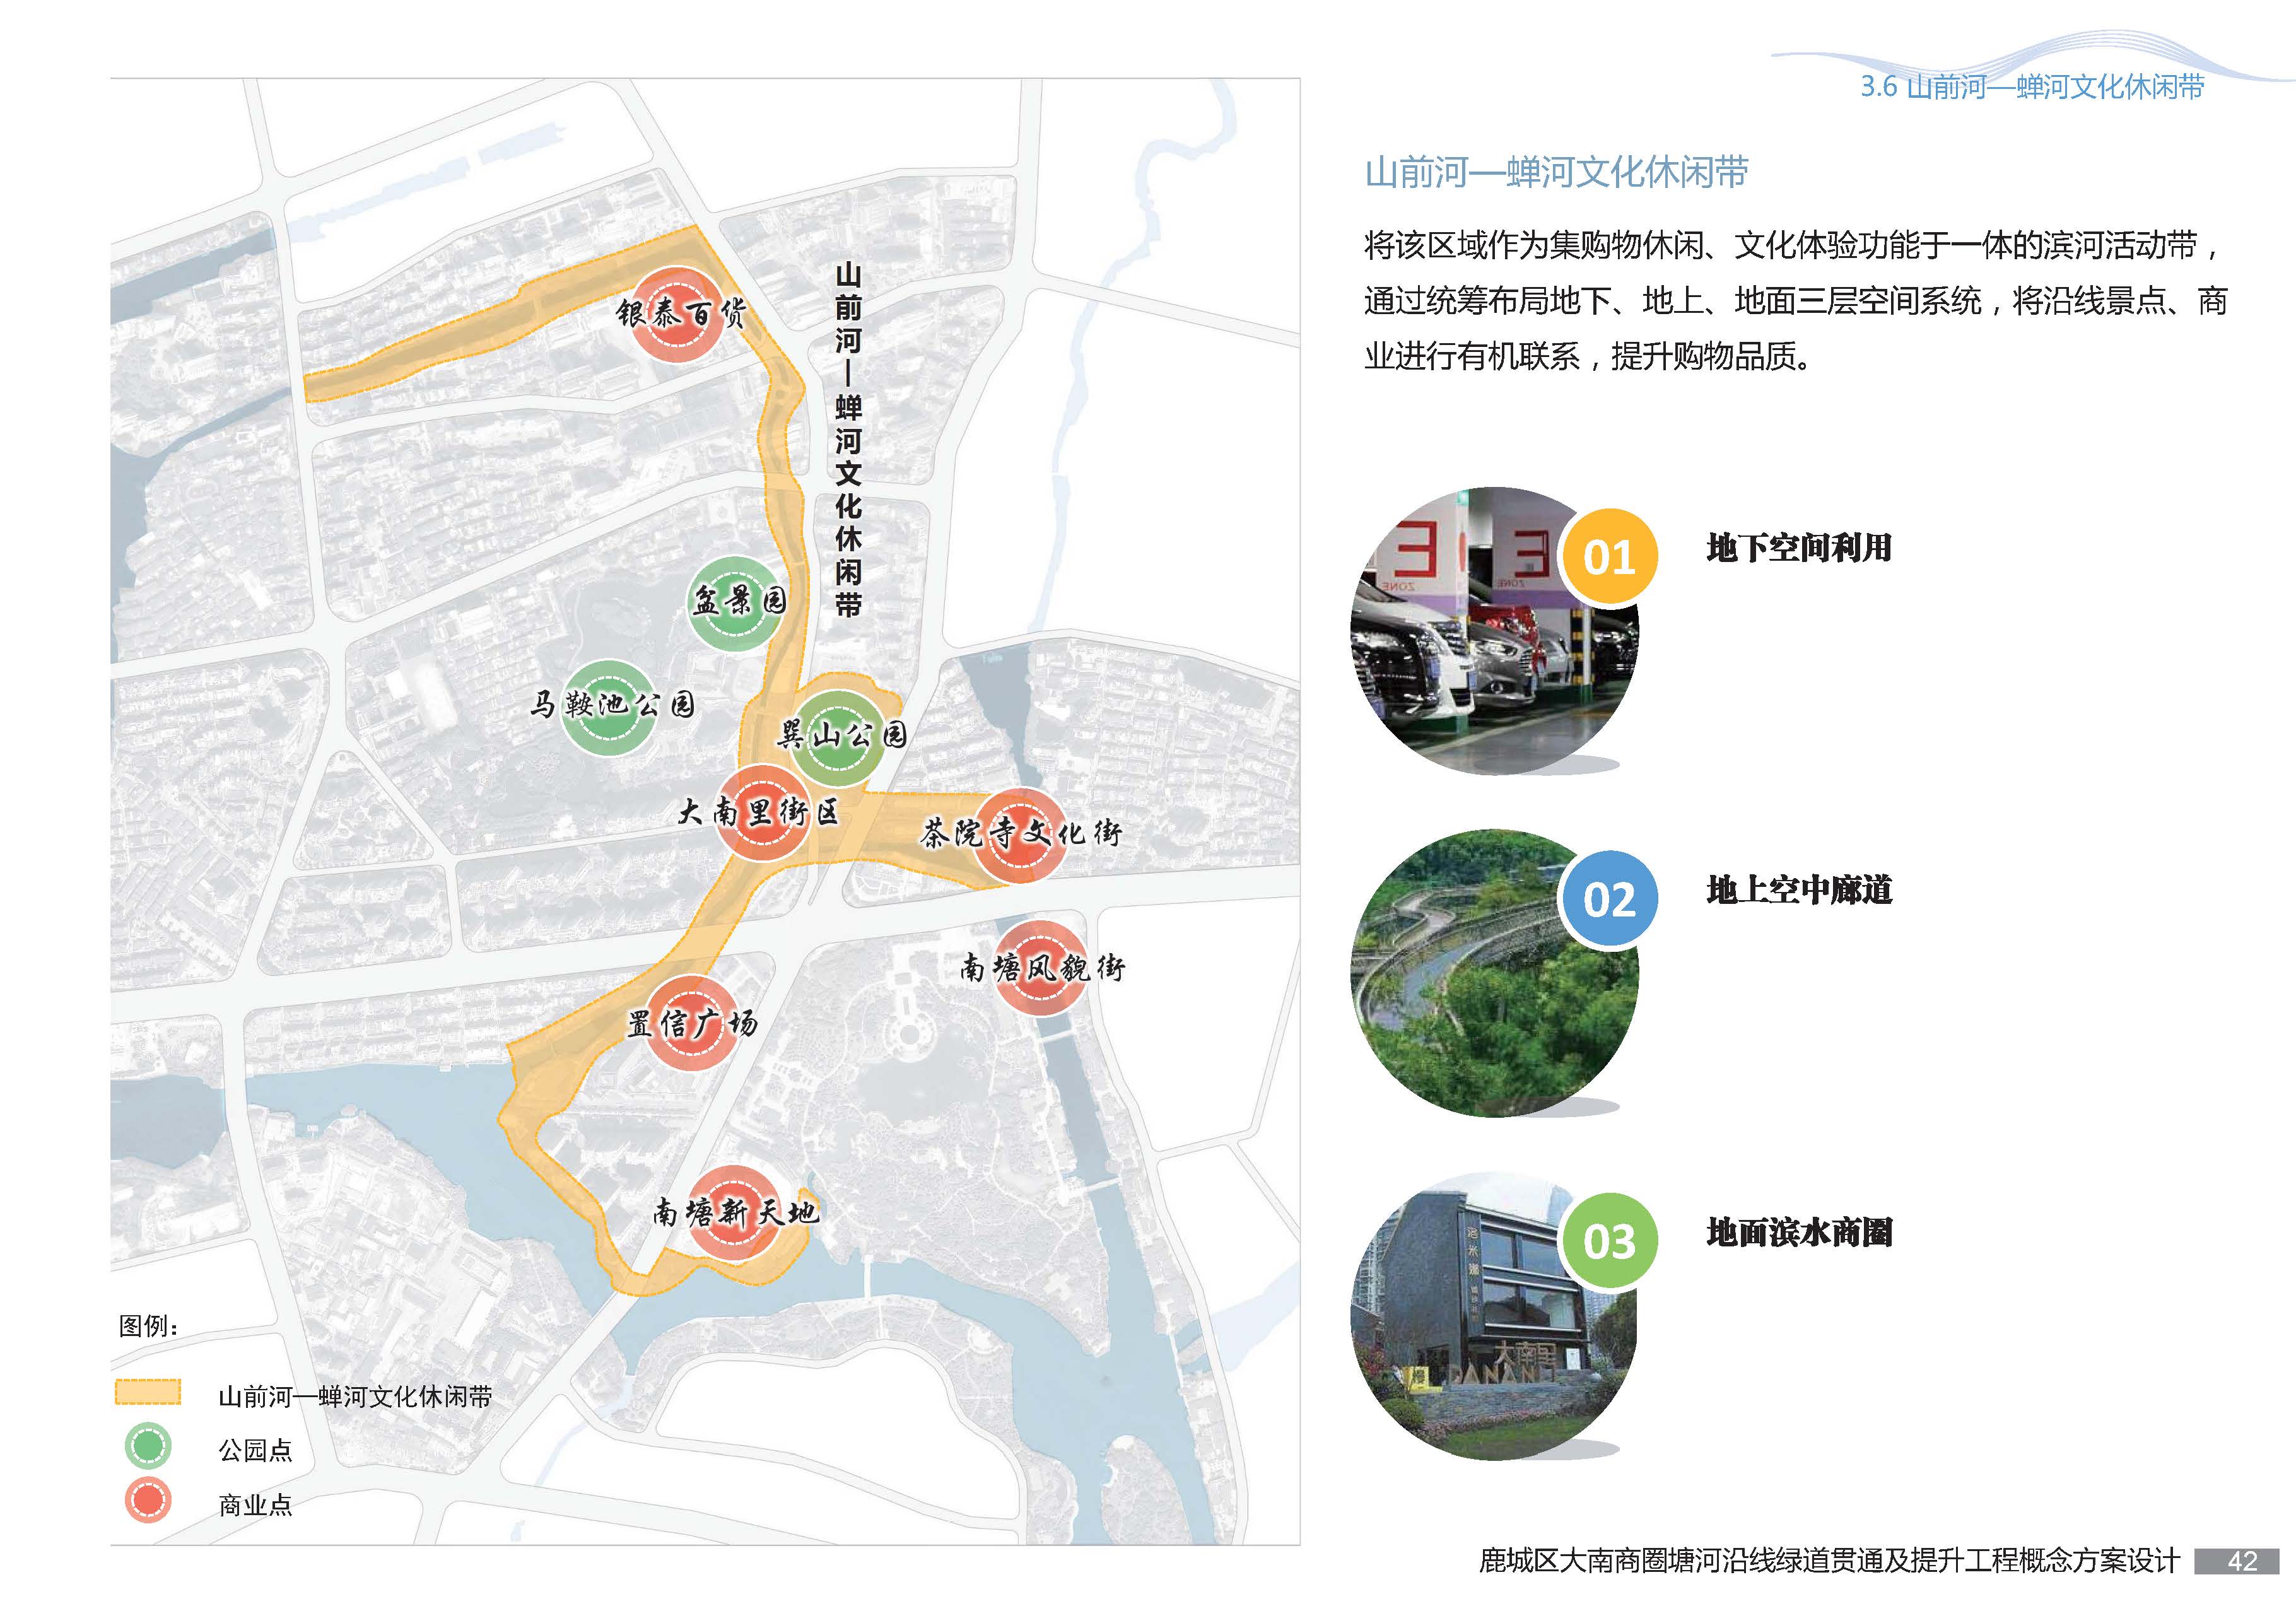 3.6 山前河—蝉河文化休闲带
山前河—蝉河文化休闲带
将该区域作为集购物休闲、文化体验功能于一体的滨河活动带，
通过统筹布局地下、地上、地面三层空间系统，将沿线景点、商
业进行有机联系，提升购物品质。
山前河—蝉河文化休闲带
银泰百货
盆景园
马鞍池公园
巽山公园
大南里街区
茶院寺文化街
南塘风貌街
置信广场
南塘新天地
图例：
山前河—蝉河文化休闲带
公园点
商业点
E
ZONE
E
ZONE
01
地下空间利用
02
地上空中廊道
03
地面滨水商圈
大南里
鹿城区大南商圈塘河沿线绿道贯通及提升工程概念方案设计
42